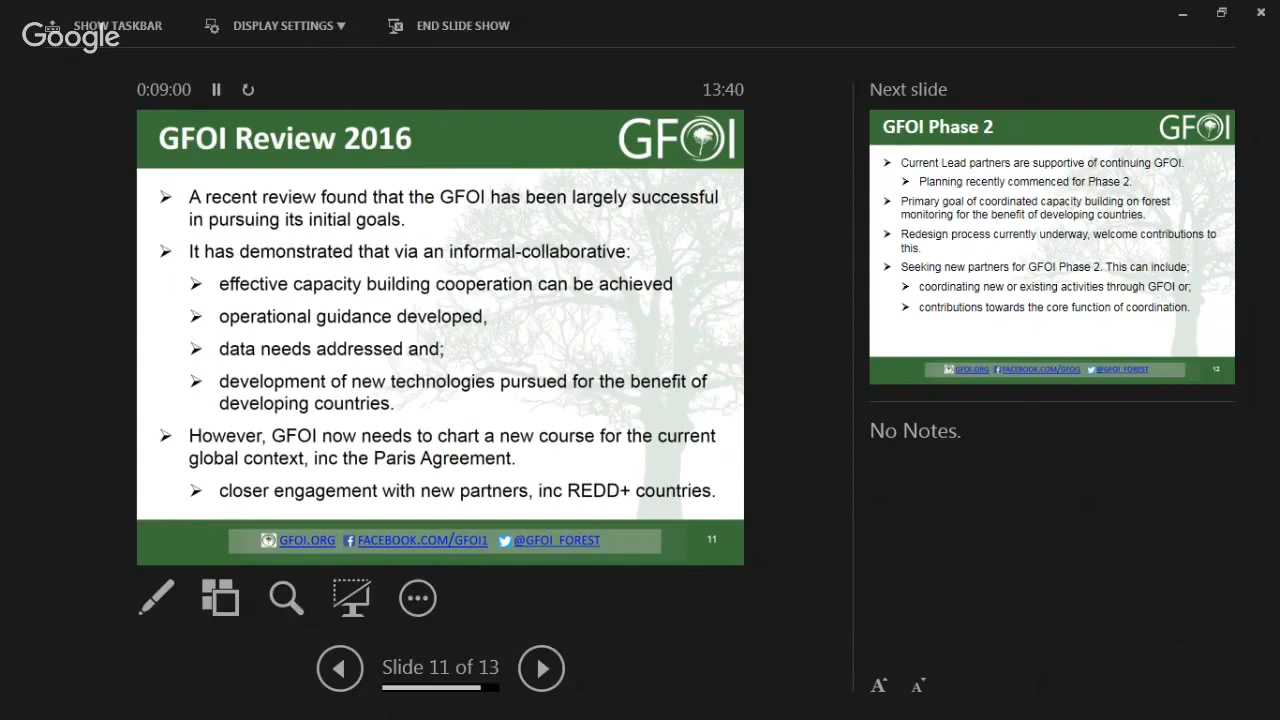 SHOW TASKBAR
DISPLAY SETTINGS ▼
END SLIDE SHOW
Google
0:09:00
13:40
GFOI Review 2016
GFOI
➢ A recent review found that the GFOI has been largely successful
in pursuing its initial goals.
➢ It has demonstrated that via an informal-collaborative:
➢ effective capacity building cooperation can be achieved
➢ operational guidance developed,
➢ data needs addressed and;
➢ development of new technologies pursued for the benefit of
developing countries.
➢ However, GFOI now needs to chart a new course for the current
global context, inc the Paris Agreement.
➢ closer engagement with new partners, inc REDD+ countries.
GFOI.ORG FACEBOOK.COM/GFOI1 @GFOI_FOREST
11
Slide 11 of 13
Next slide
GFOI Phase 2
GFOI
➢ Current Lead partners are supportive of continuing GFOI.
➢ Planning recently commenced for Phase 2.
➢ Primary goal of coordinated capacity building on forest
monitoring for the benefit of developing countries.
➢ Redesign process currently underway, welcome contributions to
this.
➢ Seeking new partners for GFOI Phase 2. This can include;
➢ coordinating new or existing activities through GFOI or;
➢ contributions towards the core function of coordination.
GFOI.ORG FACEBOOK.COM/GFOI1 @GFOI_FOREST
12
No Notes.
A A